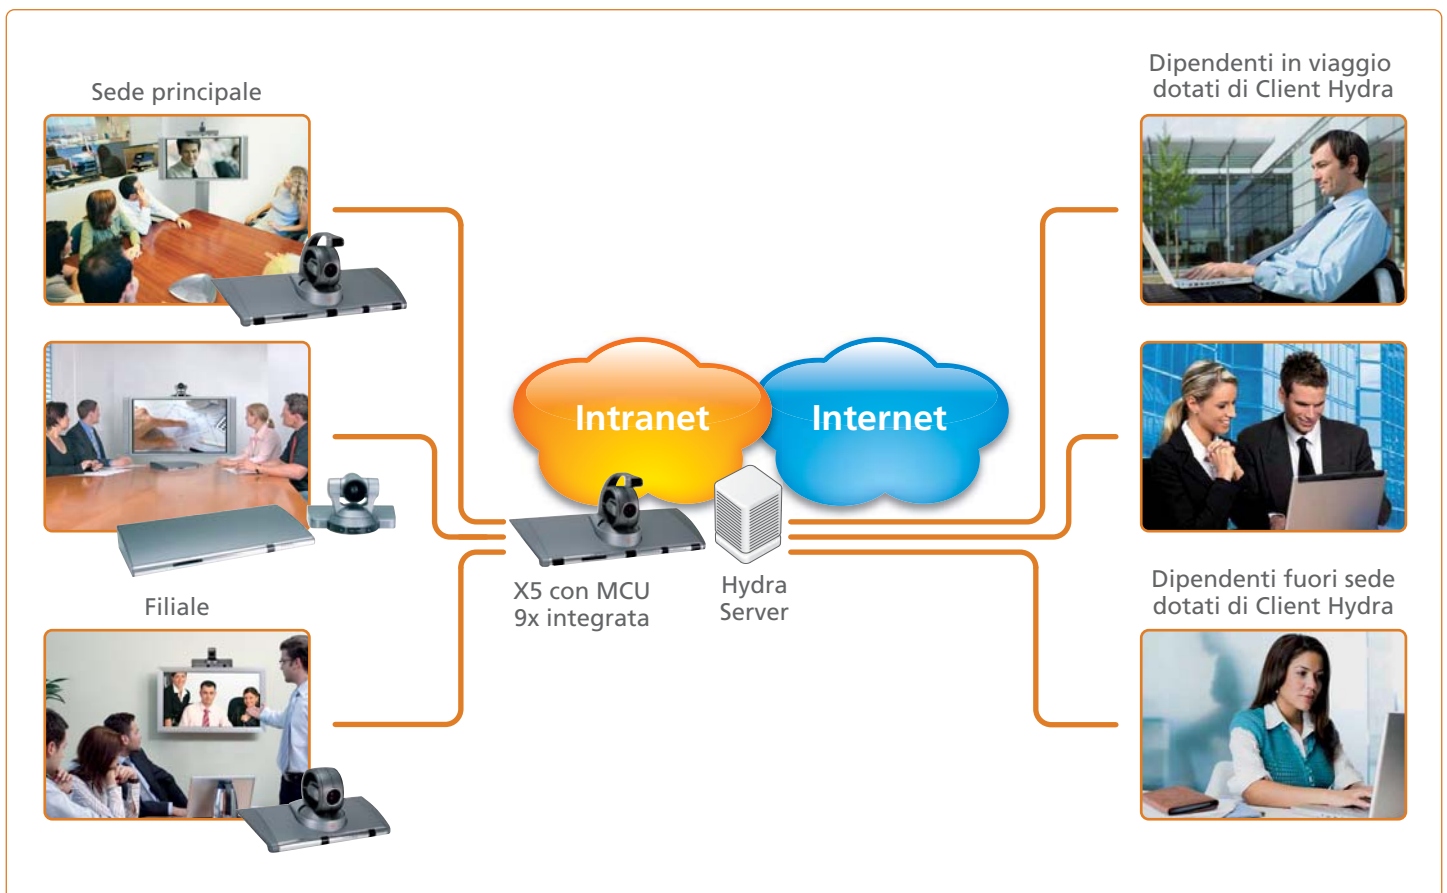 Sede principale
Dipendenti in viaggio
dotati di Client Hydra
Intranet
Internet
X5 con MCU
9x integrata
Hydra
Server
Filiale
Dipendenti fuori sede
dotati di Client Hydra